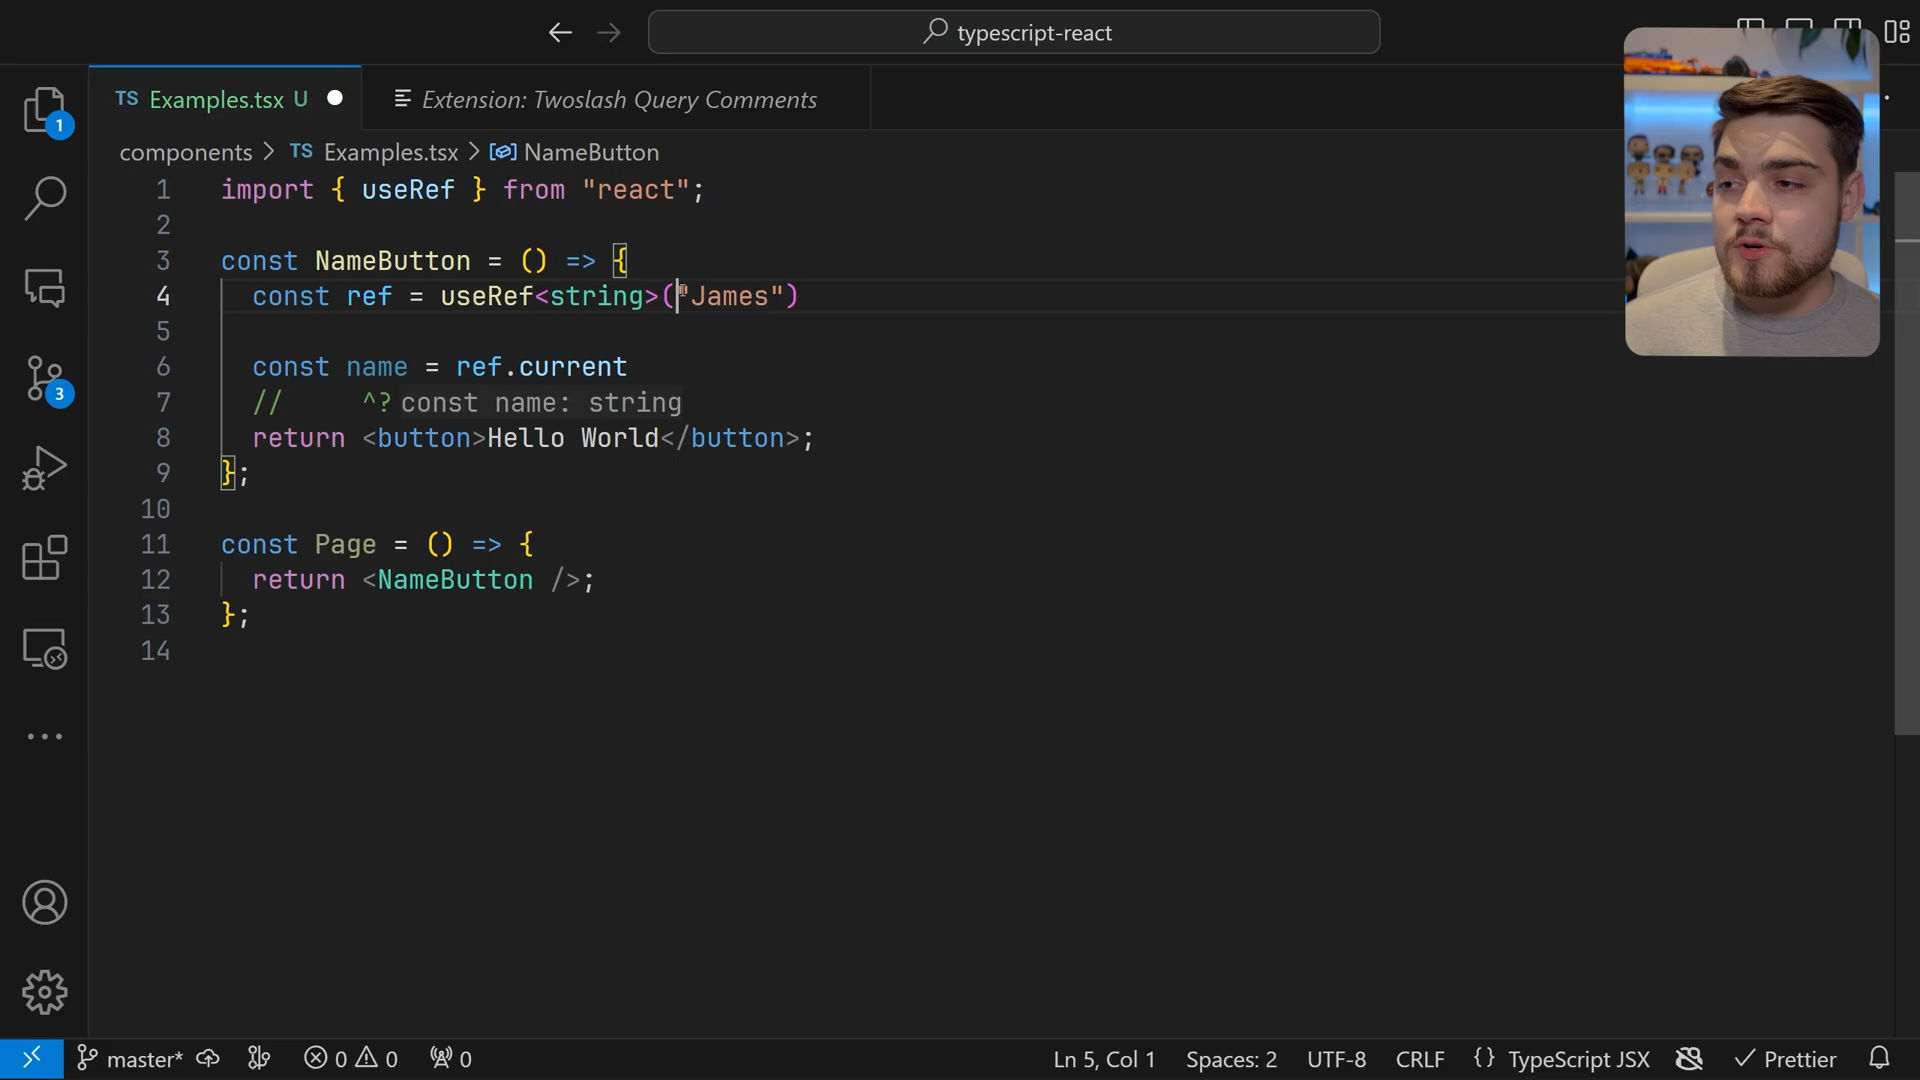 typescript-react
TS Examples.tsx U
Extension: Twoslash Query Comments
components > TS Examples.tsx > NameButton
1 import { useRef } from "react";
2
3 const NameButton = () => {
4 const ref = useRef<string>("James")
5
6 const name = ref.current
7 // ^? const name: string
8 return <button>Hello World</button>;
9 };
10
11 const Page = () => {
12 return <NameButton />;
13 };
14
1
3
master* 0 0 0 Ln 5, Col 1 Spaces: 2 UTF-8 CRLF {} TypeScript JSX Prettier